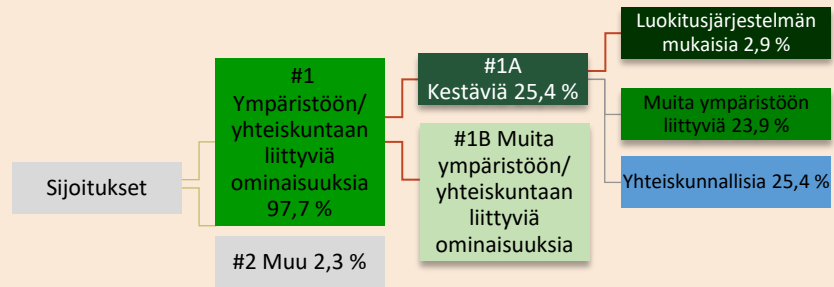 Sijoitukset
#1
Ympäristöön/
yhteiskuntaan
liittyviä
ominaisuuksia
97,7 %
#2 Muu 2,3 %
#1A
Kestäviä 25,4 %
#1B Muita
ympäristöön/
yhteiskuntaan
liittyviä
ominaisuuksia
Luokitusjärjestelmän
mukaisia 2,9 %
Muita ympäristöön
liittyviä 23,9 %
Yhteiskunnallisia 25,4 %